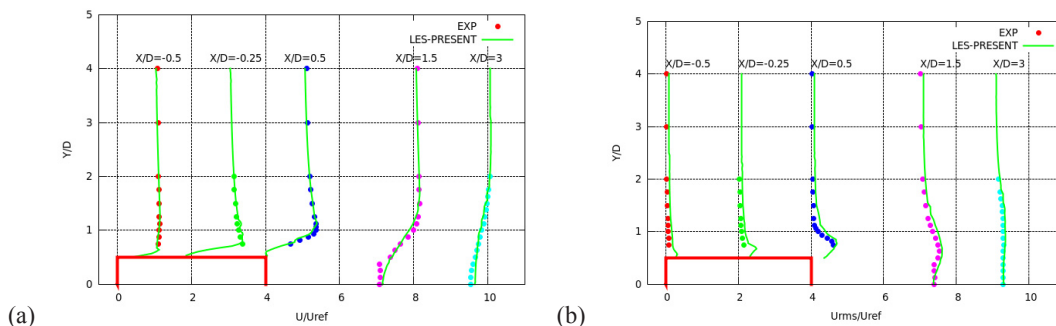 5
4
3
2
1
0
Y/D
EXP
LES-PRESENT
X/D=-0.5 X/D=-0.25 X/D=0.5 X/D=1.5 X/D=3
0 2 4 6 8 10
U/Uref
(a)
5
4
3
2
1
0
Y/D
EXP
LES-PRESENT
X/D=-0.5 X/D=-0.25 X/D=0.5 X/D=1.5 X/D=3
0 2 4 6 8 10
Urms/Uref
(b)